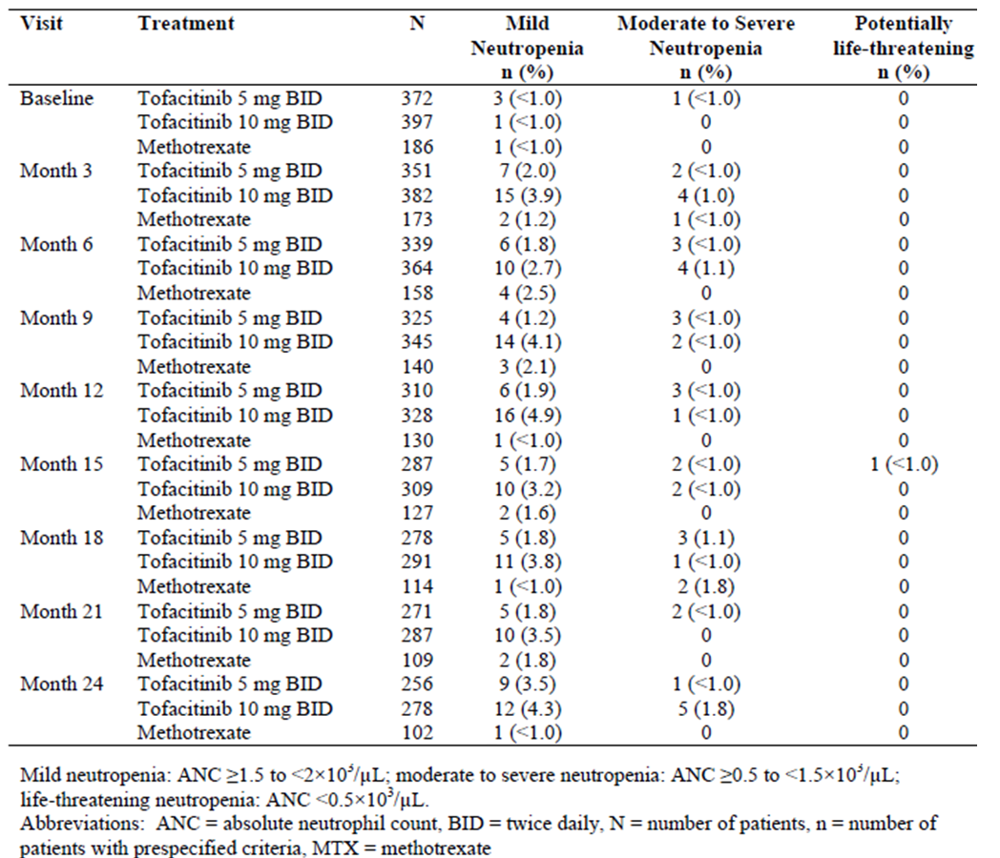 Visit Treatment N Mild Neutropenia n (%) Moderate to Severe Neutropenia n (%) Potentially life-threatening n (%)
Baseline Tofacitinib 5 mg BID 372 3 (<1.0) 1 (<1.0) 0
Tofacitinib 10 mg BID 397 1 (<1.0) 0 0
Methotrexate 186 1 (<1.0) 0 0
Month 3 Tofacitinib 5 mg BID 351 7 (2.0) 2 (<1.0) 0
Tofacitinib 10 mg BID 382 15 (3.9) 4 (1.0) 0
Methotrexate 173 2 (1.2) 1 (<1.0) 0
Month 6 Tofacitinib 5 mg BID 339 6 (1.8) 3 (<1.0) 0
Tofacitinib 10 mg BID 364 10 (2.7) 4 (1.1) 0
Methotrexate 158 4 (2.5) 0 0
Month 9 Tofacitinib 5 mg BID 325 4 (1.2) 3 (<1.0) 0
Tofacitinib 10 mg BID 345 14 (4.1) 2 (<1.0) 0
Methotrexate 140 3 (2.1) 0 0
Month 12 Tofacitinib 5 mg BID 310 6 (1.9) 3 (<1.0) 0
Tofacitinib 10 mg BID 328 16 (4.9) 1 (<1.0) 0
Methotrexate 130 1 (<1.0) 0 0
Month 15 Tofacitinib 5 mg BID 287 5 (1.7) 2 (<1.0) 1 (<1.0)
Tofacitinib 10 mg BID 309 10 (3.2) 2 (<1.0) 0
Methotrexate 127 2 (1.6) 0 0
Month 18 Tofacitinib 5 mg BID 278 5 (1.8) 3 (1.1) 0
Tofacitinib 10 mg BID 291 11 (3.8) 1 (<1.0) 0
Methotrexate 114 1 (<1.0) 2 (1.8) 0
Month 21 Tofacitinib 5 mg BID 271 5 (1.8) 2 (<1.0) 0
Tofacitinib 10 mg BID 287 10 (3.5) 0 0
Methotrexate 109 2 (1.8) 0 0
Month 24 Tofacitinib 5 mg BID 256 9 (3.5) 1 (<1.0) 0
Tofacitinib 10 mg BID 278 12 (4.3) 5 (1.8) 0
Methotrexate 102 1 (<1.0) 0 0
Mild neutropenia: ANC ≥1.5 to <2×10³/µL; moderate to severe neutropenia: ANC ≥0.5 to <1.5×10³/µL;
life-threatening neutropenia: ANC <0.5×10³/µL.
Abbreviations: ANC = absolute neutrophil count, BID = twice daily, N = number of patients, n = number of
patients with prespecified criteria, MTX = methotrexate